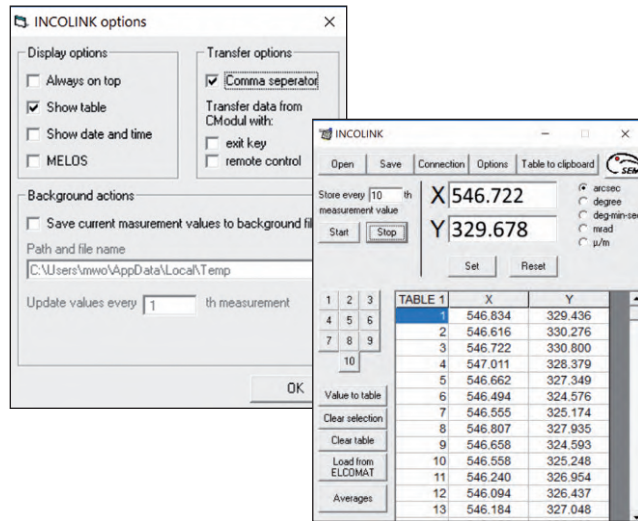 INCOLINK options
Display options
Always on top
Show table
Show date and time
MELOS
Transfer options
Comma seperator
Transfer data from
CModul with:
exit key
remote control
Background actions
Save current masurement values to background fil
Path and file name
C:\Users\mwo\AppData\Local\Temp
Update values every 1 th measurement
OK
INCOLINK
Open Save Connection Options Table to clipboard
SEM
Store every 10 th
measurement value
Start Stop
X 546.722
Y 329.678
Set Reset
arcsec
degree
deg-min-sec
mrad
µ/m
1 2 3
4 5 6
7 8 9
10
Value to table
Clear selection
Clear table
Load from
ELCOMAT
Averages
TABLE 1 X Y
1 546.834 329.436
2 546.616 330.276
3 546.722 330.800
4 547.011 328.379
5 546.662 327.349
6 546.494 324.576
7 546.555 325.174
8 546.807 327.935
9 546.658 324.593
10 546.558 325.248
11 546.240 326.954
12 546.094 326.437
13 546.184 327.048